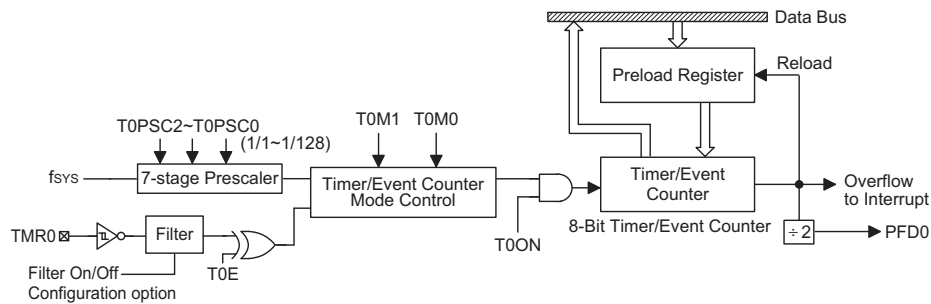 Data Bus
Preload Register
Reload
T0PSC2~T0PSC0
(1/1~1/128)
T0M1
T0M0
fSYS
7-stage Prescaler
Timer/Event Counter
Mode Control
Timer/Event
Counter
Overflow
to Interrupt
8-Bit Timer/Event Counter
T0ON
÷2
PFD0
TMR0
Filter
T0E
Filter On/Off
Configuration option